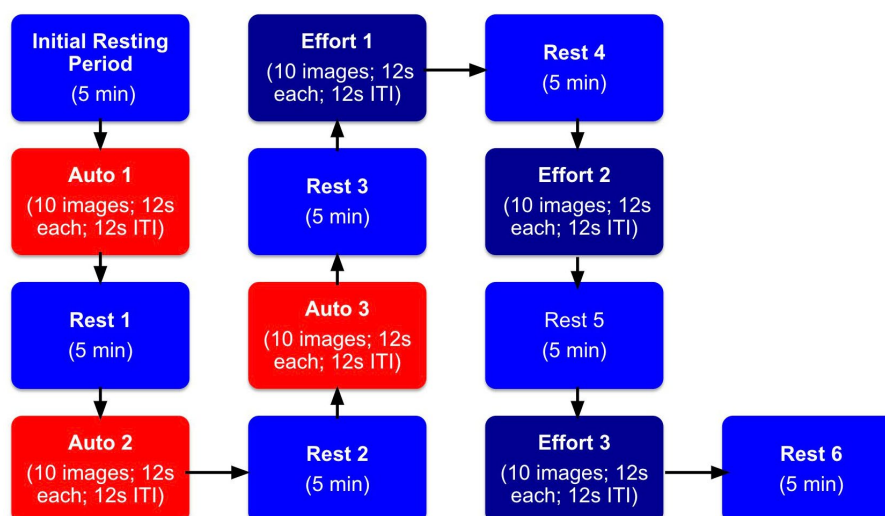 Initial Resting
Period
(5 min)
Auto 1
(10 images; 12s
each; 12s ITI)
Rest 1
(5 min)
Auto 2
(10 images; 12s
each; 12s ITI)
Rest 2
(5 min)
Auto 3
(10 images; 12s
each; 12s ITI)
Rest 3
(5 min)
Effort 1
(10 images; 12s
each; 12s ITI)
Rest 4
(5 min)
Effort 2
(10 images; 12s
each; 12s ITI)
Rest 5
(5 min)
Effort 3
(10 images; 12s
each; 12s ITI)
Rest 6
(5 min)